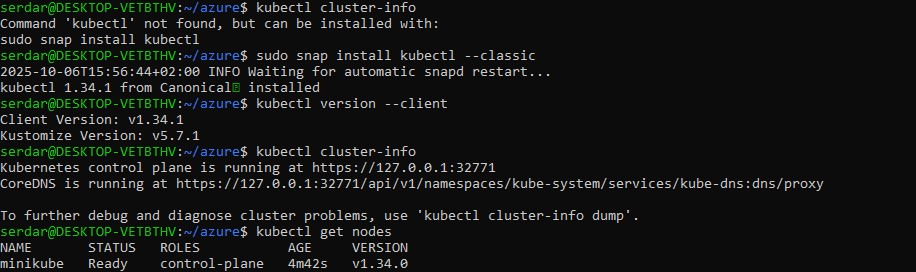 serdar@DESKTOP-VETBTHV:~/azure$ kubectl cluster-info
Command 'kubectl' not found, but can be installed with:
sudo snap install kubectl
serdar@DESKTOP-VETBTHV:~/azure$ sudo snap install kubectl --classic
2025-10-06T15:56:44+02:00 INFO Waiting for automatic snapd restart...
kubectl 1.34.1 from Canonical installed
serdar@DESKTOP-VETBTHV:~/azure$ kubectl version --client
Client Version: v1.34.1
Kustomize Version: v5.7.1
serdar@DESKTOP-VETBTHV:~/azure$ kubectl cluster-info
Kubernetes control plane is running at https://127.0.0.1:32771
CoreDNS is running at https://127.0.0.1:32771/api/v1/namespaces/kube-system/services/kube-dns:dns/proxy
To further debug and diagnose cluster problems, use 'kubectl cluster-info dump'.
serdar@DESKTOP-VETBTHV:~/azure$ kubectl get nodes
NAME STATUS ROLES AGE VERSION
minikube Ready control-plane 4m42s v1.34.0